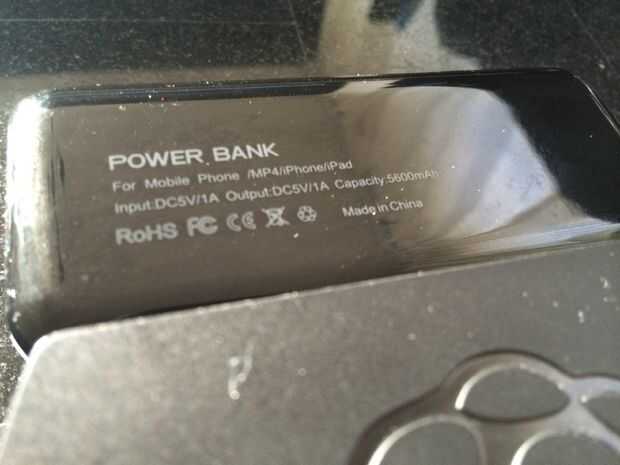 POWER BANK
For Mobile Phone /MP4/iPhone/iPad
Input:DC5V/1A Output:DC5V/1A Capacity:5600mAh
RoHS FC CE Made in China